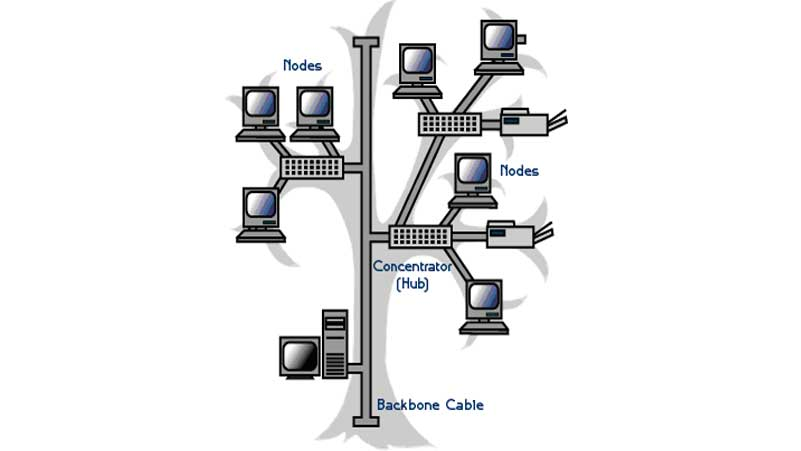 Nodes
Nodes
Concentrator
(Hub)
Backbone Cable